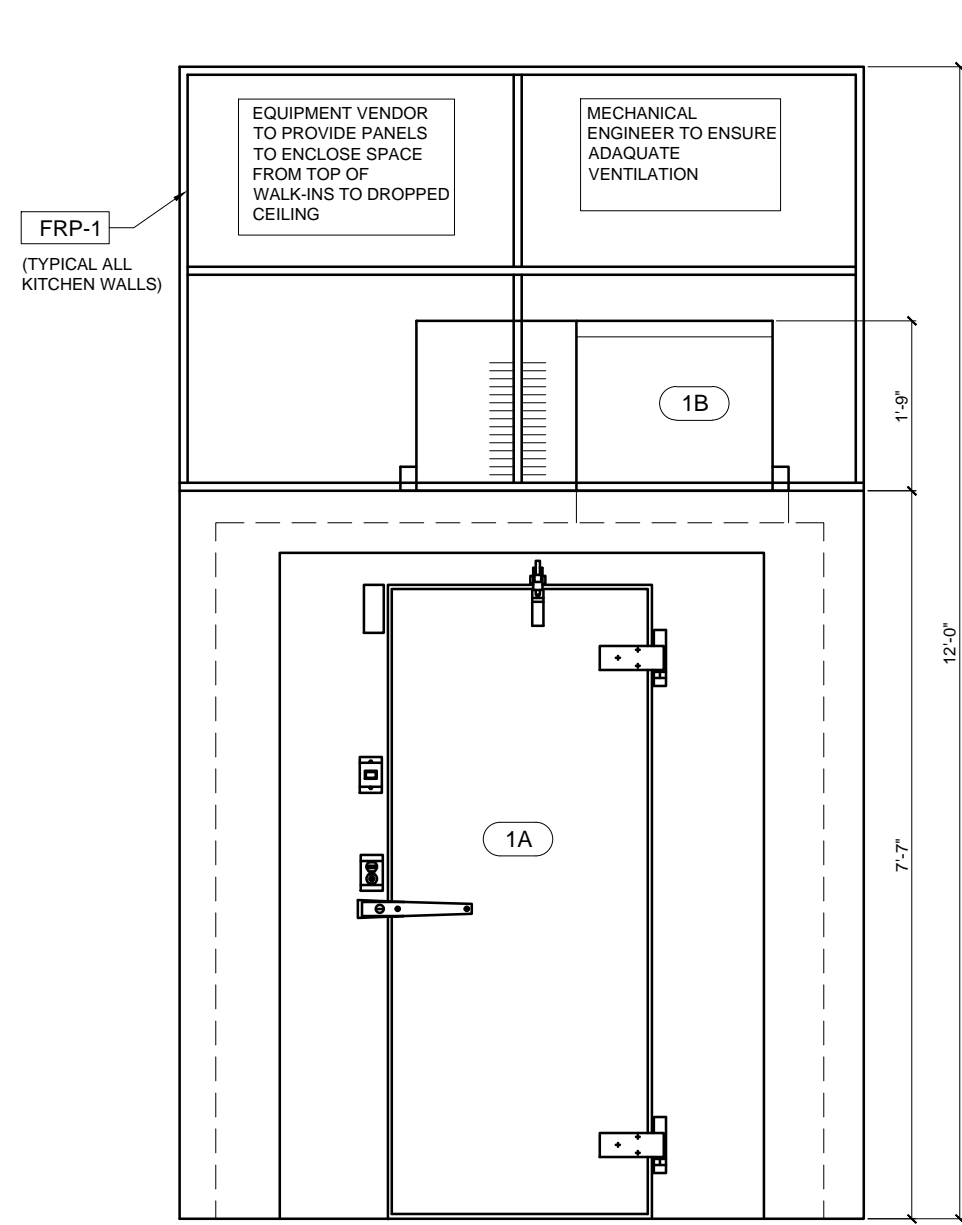 EQUIPMENT VENDOR
TO PROVIDE PANELS
TO ENCLOSE SPACE
FROM TOP OF
WALK-INS TO DROPPED
CEILING
MECHANICAL
ENGINEER TO ENSURE
ADAQUATE
VENTILATION
FRP-1
(TYPICAL ALL
KITCHEN WALLS)
1B
1'-9"
12'-0"
1A
7'-7"